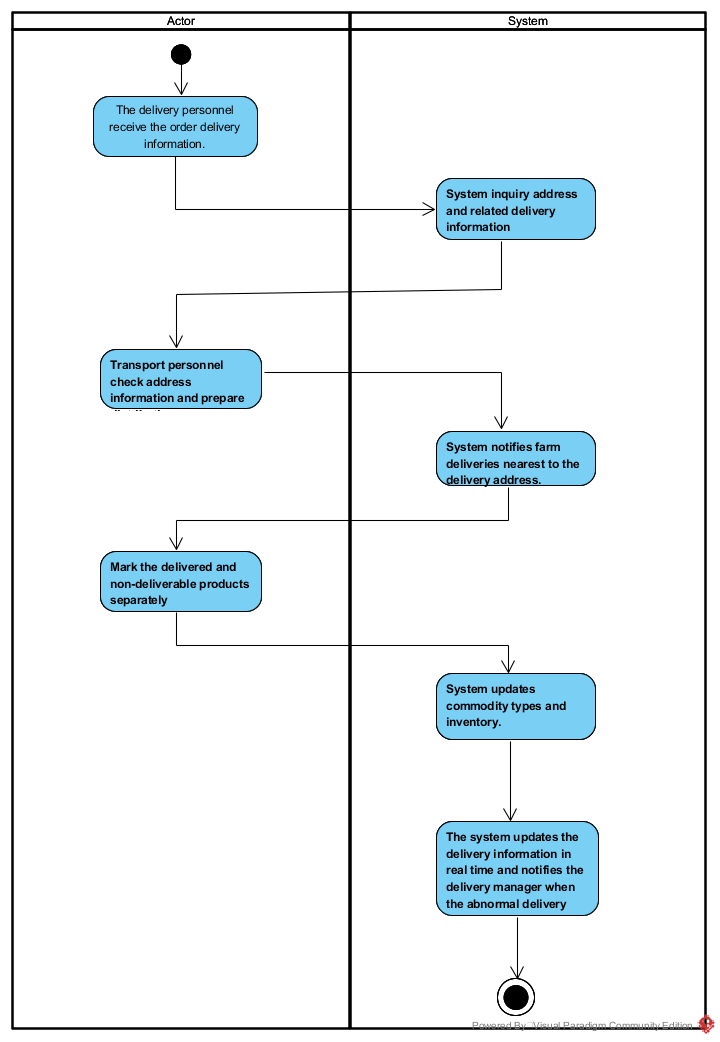 Actor
System
The delivery personnel
receive the order delivery
information.
System inquiry address
and related delivery
information
Transport personnel
check address
information and prepare
System notifies farm
deliveries nearest to the
delivery address.
Mark the delivered and
non-deliverable products
separately
System updates
commodity types and
inventory.
The system updates the
delivery information in
real time and notifies the
delivery manager when
the abnormal delivery
Powered By Visual Paradigm Community Edition